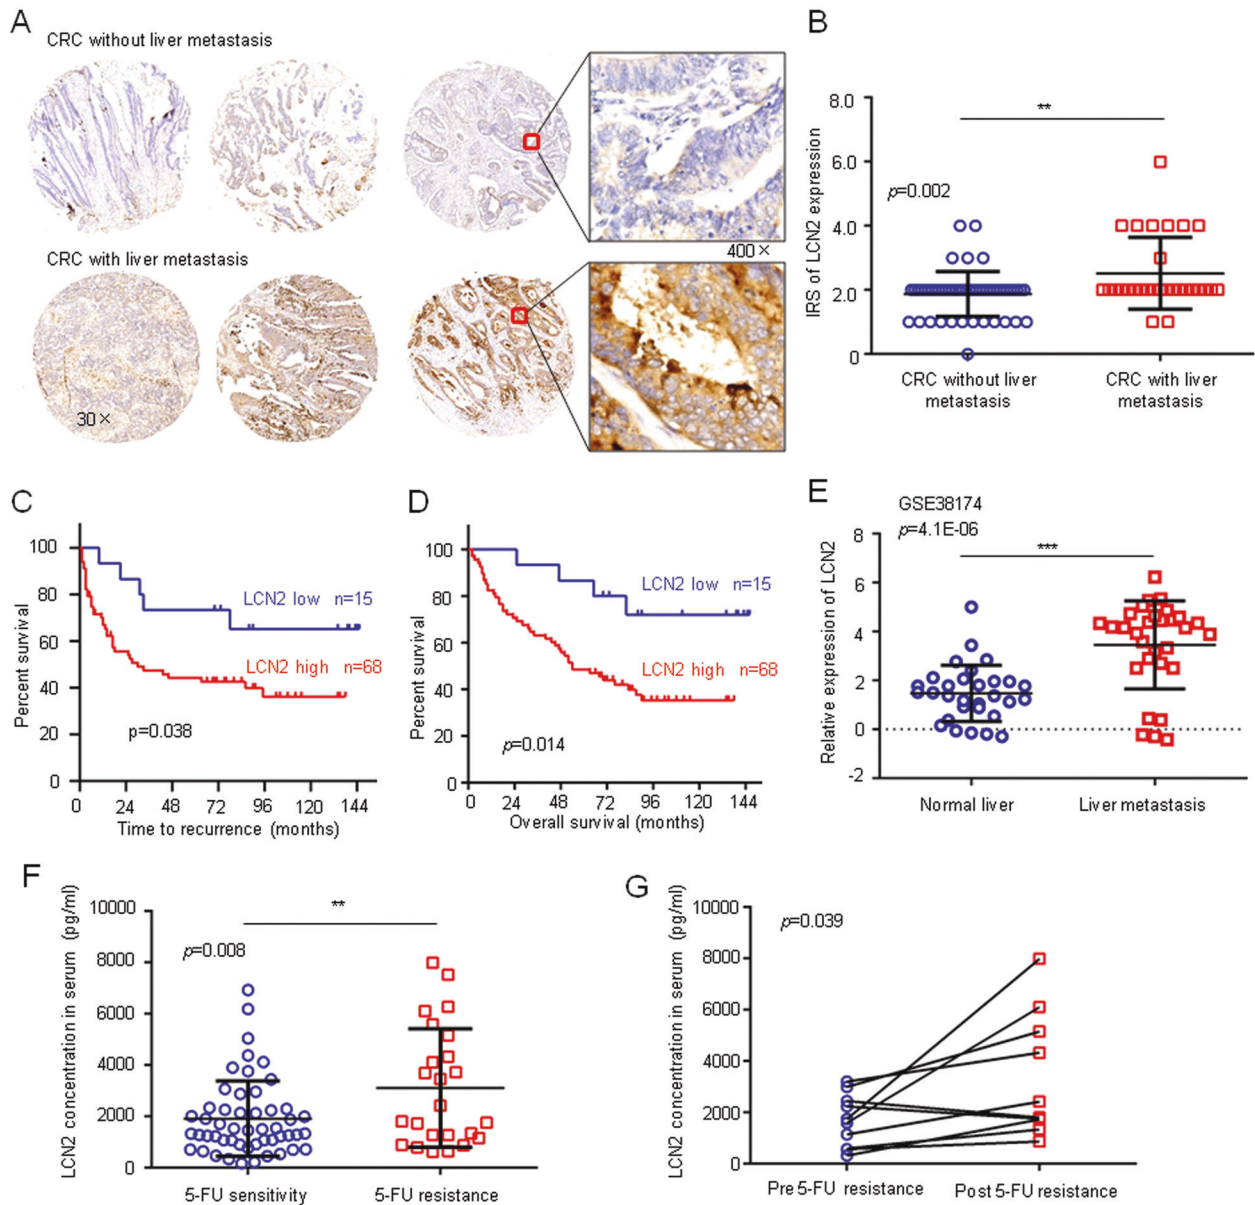 A
CRC without liver metastasis
400×
CRC with liver metastasis
30×
B
IRS of LCN2 expression
8.0
6.0
4.0
2.0
0
**
p=0.002
CRC without liver
metastasis
CRC with liver
metastasis
C
Percent survival
100
80
60
40
20
0
LCN2 low n=15
LCN2 high n=68
p=0.038
0 24 48 72 96 120 144
Time to recurrence (months)
D
Percent survival
100
80
60
40
20
0
LCN2 low n=15
LCN2 high n=68
p=0.014
0 24 48 72 96 120 144
Overall survival (months)
E
GSE38174
p=4.1E-06
***
Relative expression of LCN2
8
6
4
2
0
-2
Normal liver
Liver metastasis
F
LCN2 concentration in serum (pg/ml)
10000
8000
6000
4000
2000
0
**
p=0.008
5-FU sensitivity
5-FU resistance
G
LCN2 concentration in serum (pg/ml)
10000
8000
6000
4000
2000
0
p=0.039
Pre 5-FU resistance
Post 5-FU resistance